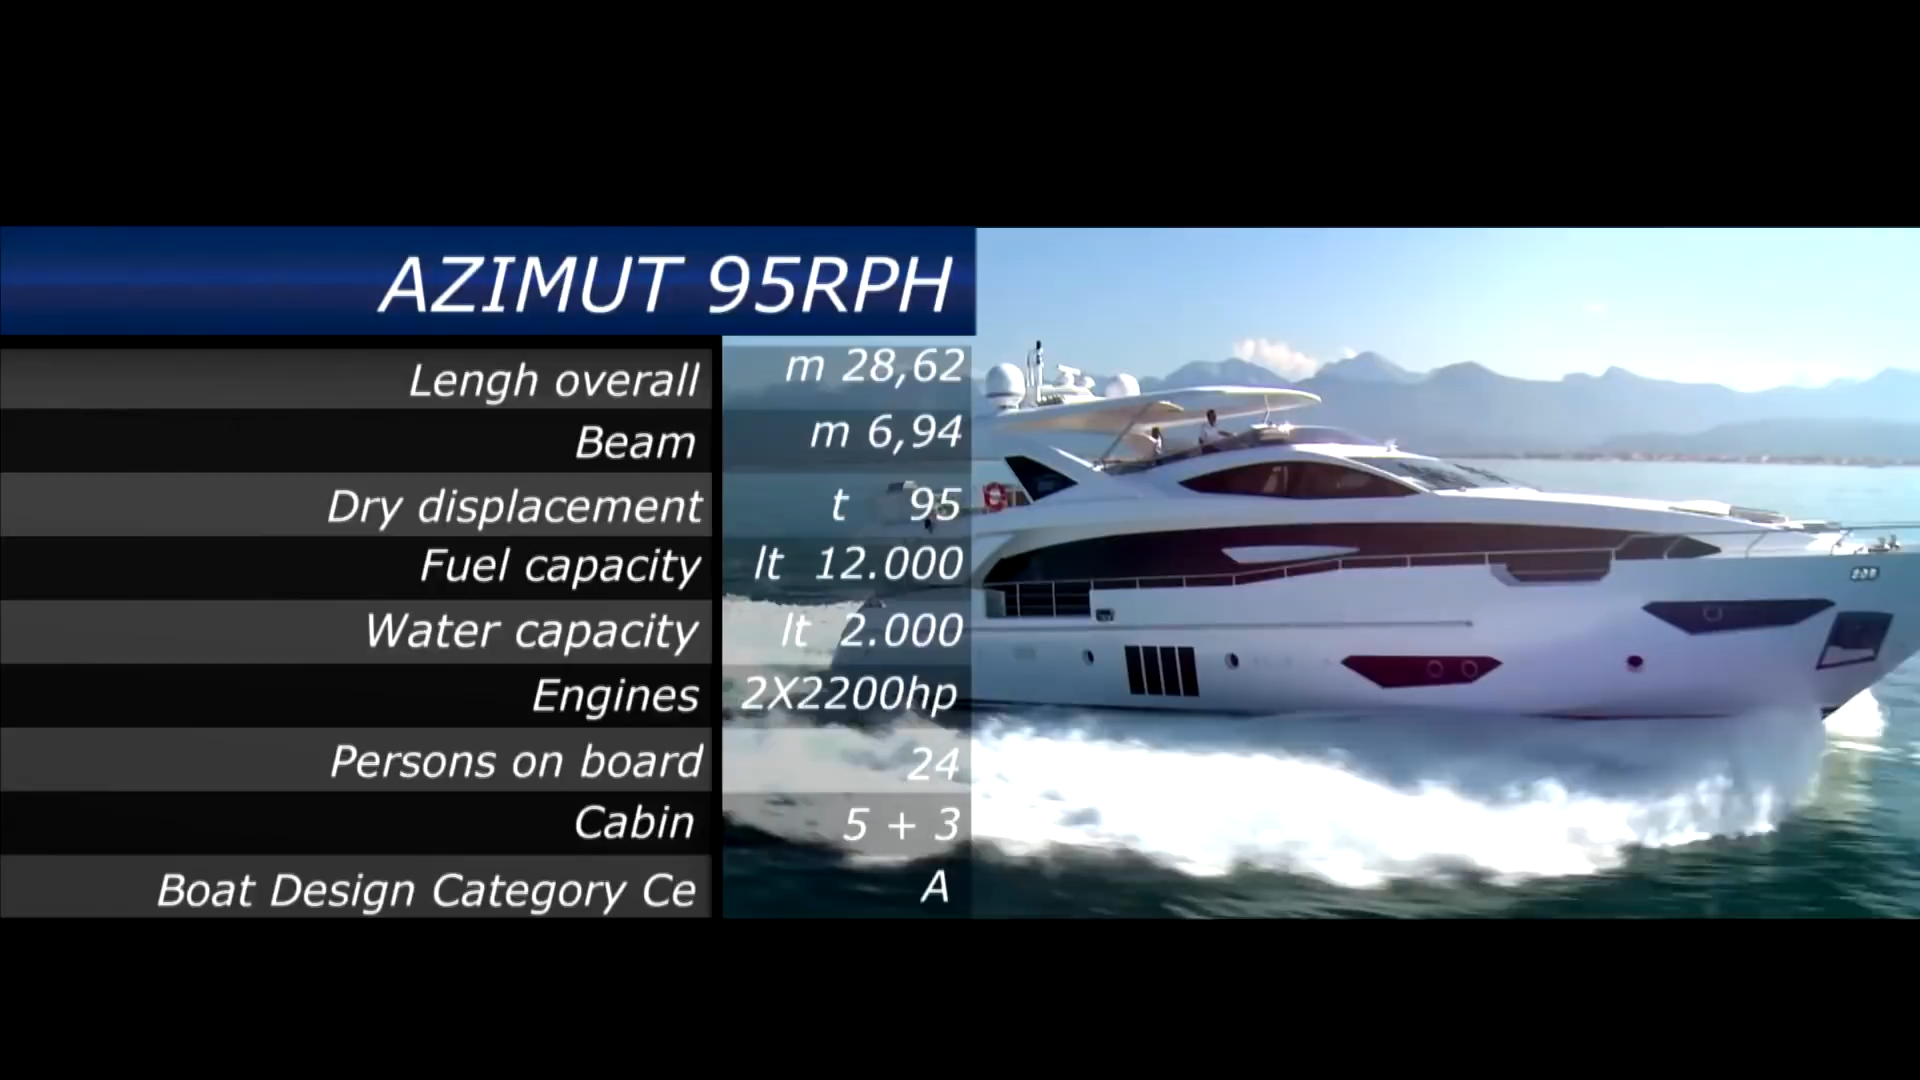 AZIMUT 95RPH
Lengh overall m 28,62
Beam m 6,94
Dry displacement t 95
Fuel capacity lt 12.000
Water capacity lt 2.000
Engines 2X2200hp
Persons on board 24
Cabin 5 + 3
Boat Design Category Ce A